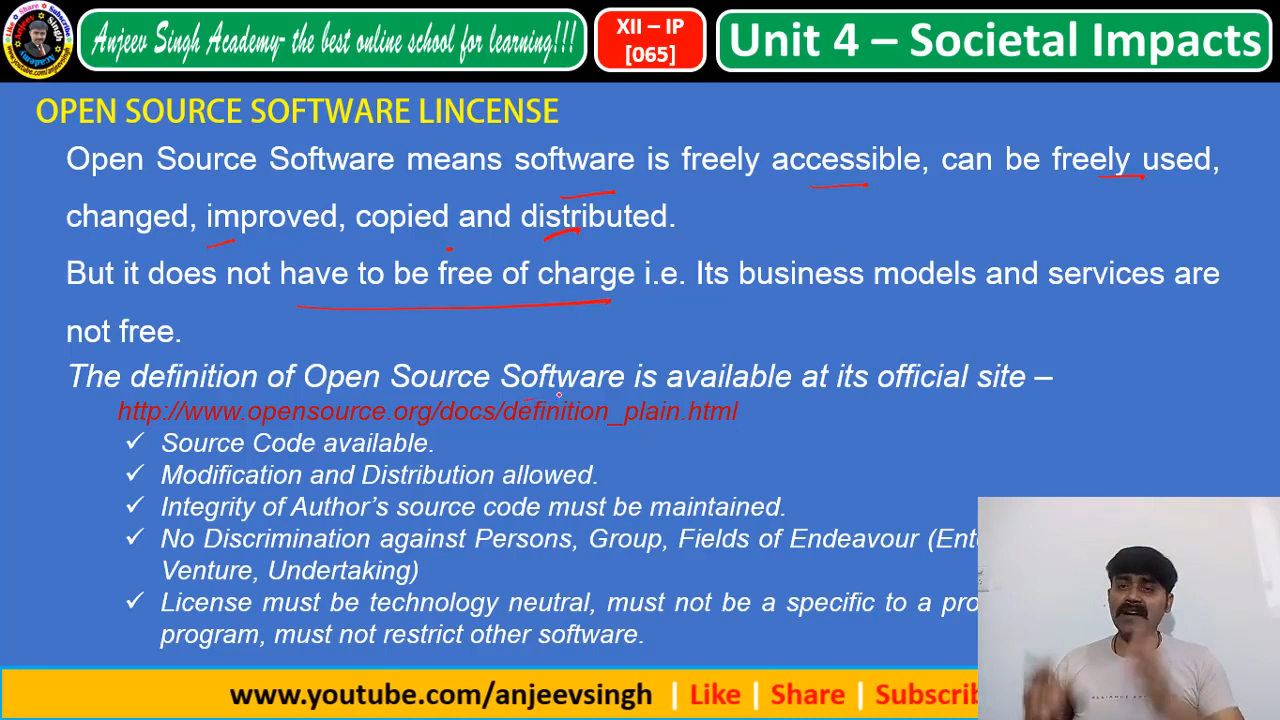 Anjeev Singh Academy- the best online school for learning!!!
XII – IP
[065]
Unit 4 – Societal Impacts
OPEN SOURCE SOFTWARE LINCENSE
Open Source Software means software is freely accessible, can be freely used,
changed, improved, copied and distributed.
But it does not have to be free of charge i.e. Its business models and services are
not free.
The definition of Open Source Software is available at its official site –
http://www.opensource.org/docs/definition_plain.html
✓ Source Code available.
✓ Modification and Distribution allowed.
✓ Integrity of Author's source code must be maintained.
✓ No Discrimination against Persons, Group, Fields of Endeavour (Ent
Venture, Undertaking)
✓ License must be technology neutral, must not be a specific to a pro
program, must not restrict other software.
www.youtube.com/anjeevsingh | Like | Share | Subscri